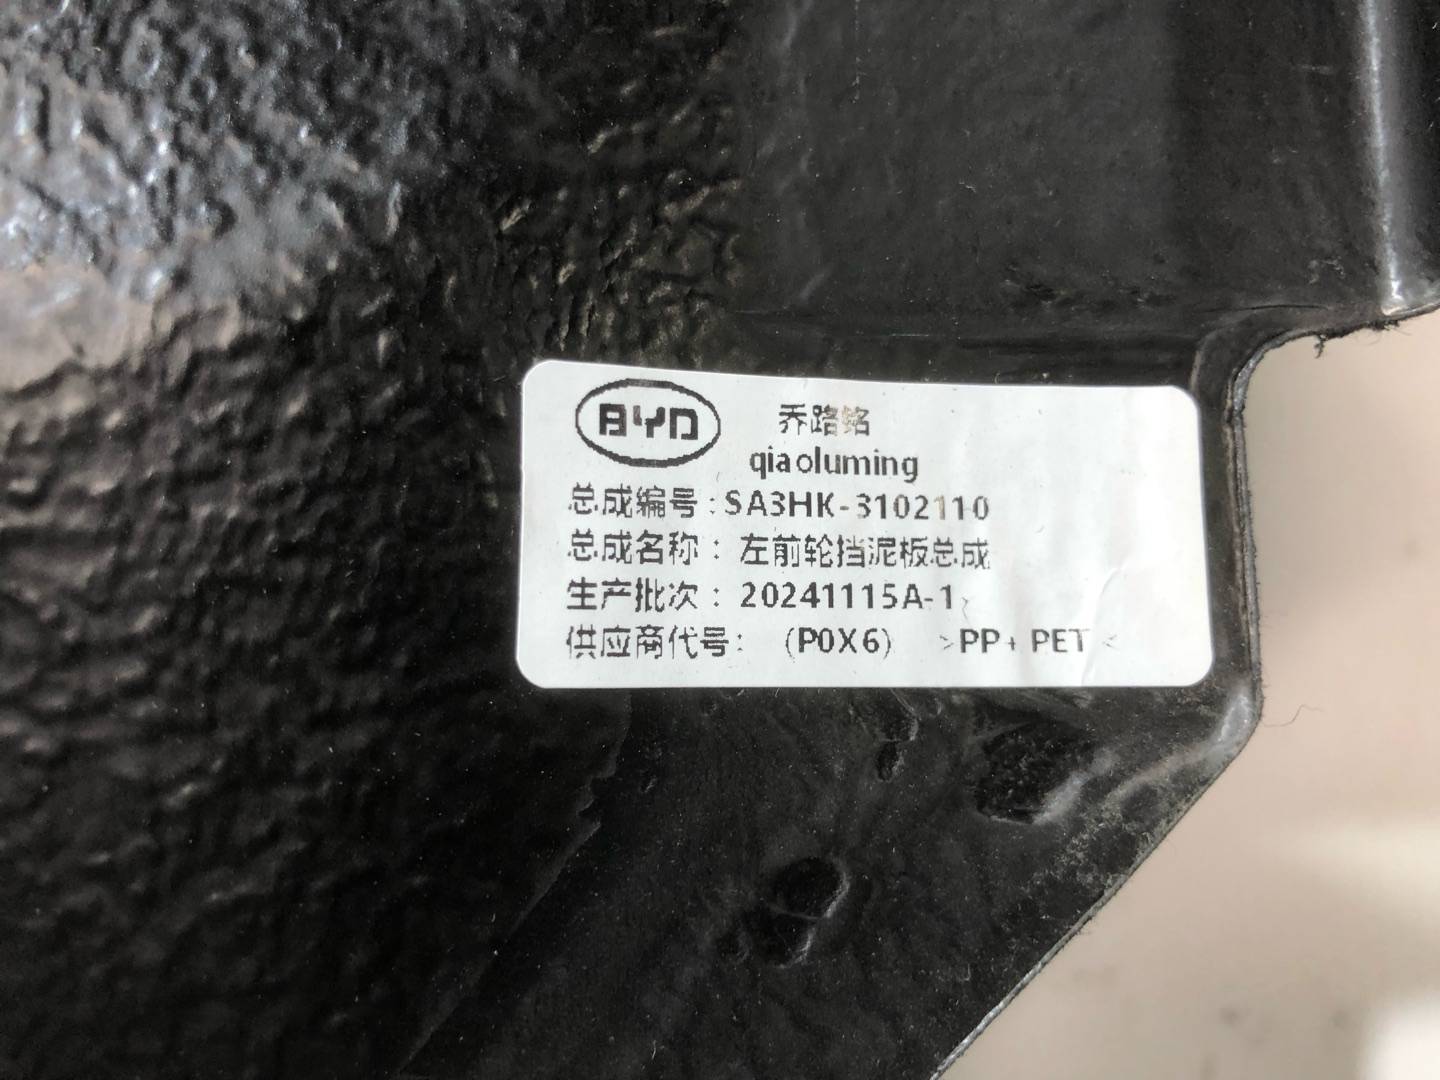 BYD 乔路铭
qiaoluming
总成编号:SA3HK-3102110
总成名称：左前轮挡泥板总成
生产批次：20241115A-1
供应商代号：(P0X6) >PP+PET<